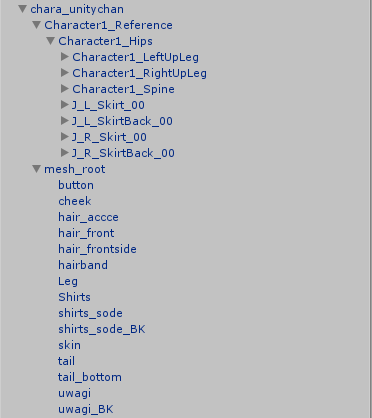 chara_unitychan
Character1_Reference
Character1_Hips
Character1_LeftUpLeg
Character1_RightUpLeg
Character1_Spine
J_L_Skirt_00
J_L_SkirtBack_00
J_R_Skirt_00
J_R_SkirtBack_00
mesh_root
button
cheek
hair_accce
hair_front
hair_frontside
hairband
Leg
Shirts
shirts_sode
shirts_sode_BK
skin
tail
tail_bottom
uwagi
uwagi_BK